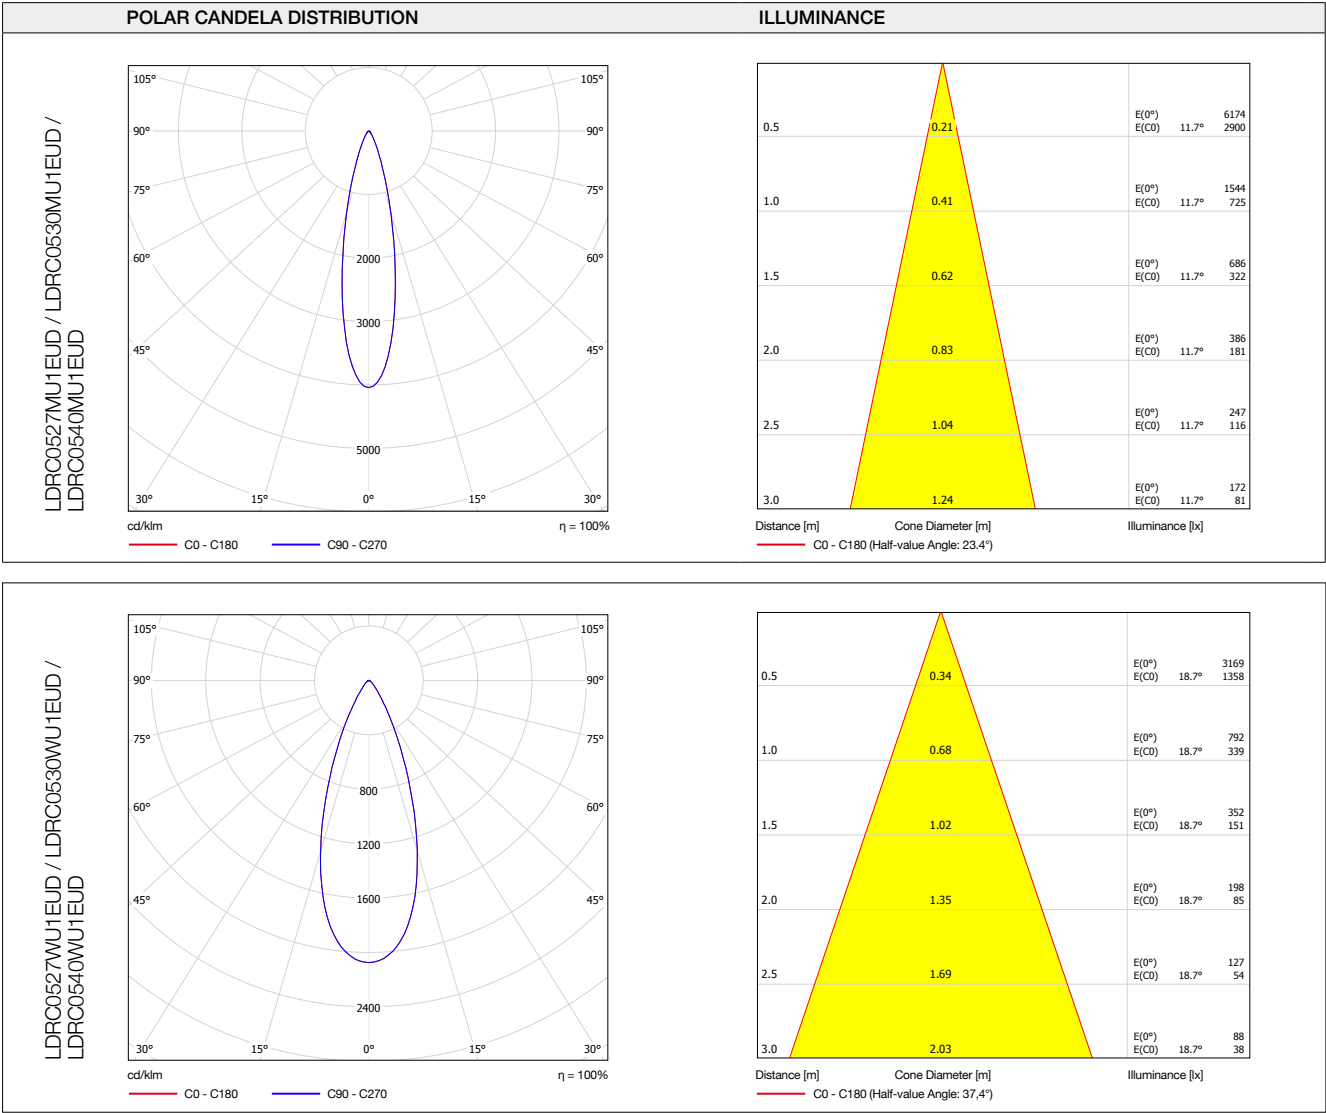 POLAR CANDELA DISTRIBUTION
ILLUMINANCE
LDRC0527MU1EUD / LDRC0530MU1EUD /
LDRC0540MU1EUD
105° 105°
90° 90°
75° 75°
60° 60°
45° 45°
30° 15° 0° 15° 30°
2000
3000
5000
cd/klm η = 100%
C0 - C180 C90 - C270
0.5 0.21 E(0°) 6174
E(C0) 11.7° 2900
1.0 0.41 E(0°) 1544
E(C0) 11.7° 725
1.5 0.62 E(0°) 686
E(C0) 11.7° 322
2.0 0.83 E(0°) 386
E(C0) 11.7° 181
2.5 1.04 E(0°) 247
E(C0) 11.7° 116
3.0 1.24 E(0°) 172
E(C0) 11.7° 81
Distance [m] Cone Diameter [m] Illuminance [lx]
C0 - C180 (Half-value Angle: 23.4°)
LDRC0527WU1EUD / LDRC0530WU1EUD /
LDRC0540WU1EUD
105° 105°
90° 90°
75° 75°
60° 60°
45° 45°
30° 15° 0° 15° 30°
800
1200
1600
2400
cd/klm η = 100%
C0 - C180 C90 - C270
0.5 0.34 E(0°) 3169
E(C0) 18.7° 1358
1.0 0.68 E(0°) 792
E(C0) 18.7° 339
1.5 1.02 E(0°) 352
E(C0) 18.7° 151
2.0 1.35 E(0°) 198
E(C0) 18.7° 85
2.5 1.69 E(0°) 127
E(C0) 18.7° 54
3.0 2.03 E(0°) 88
E(C0) 18.7° 38
Distance [m] Cone Diameter [m] Illuminance [lx]
C0 - C180 (Half-value Angle: 37,4°)